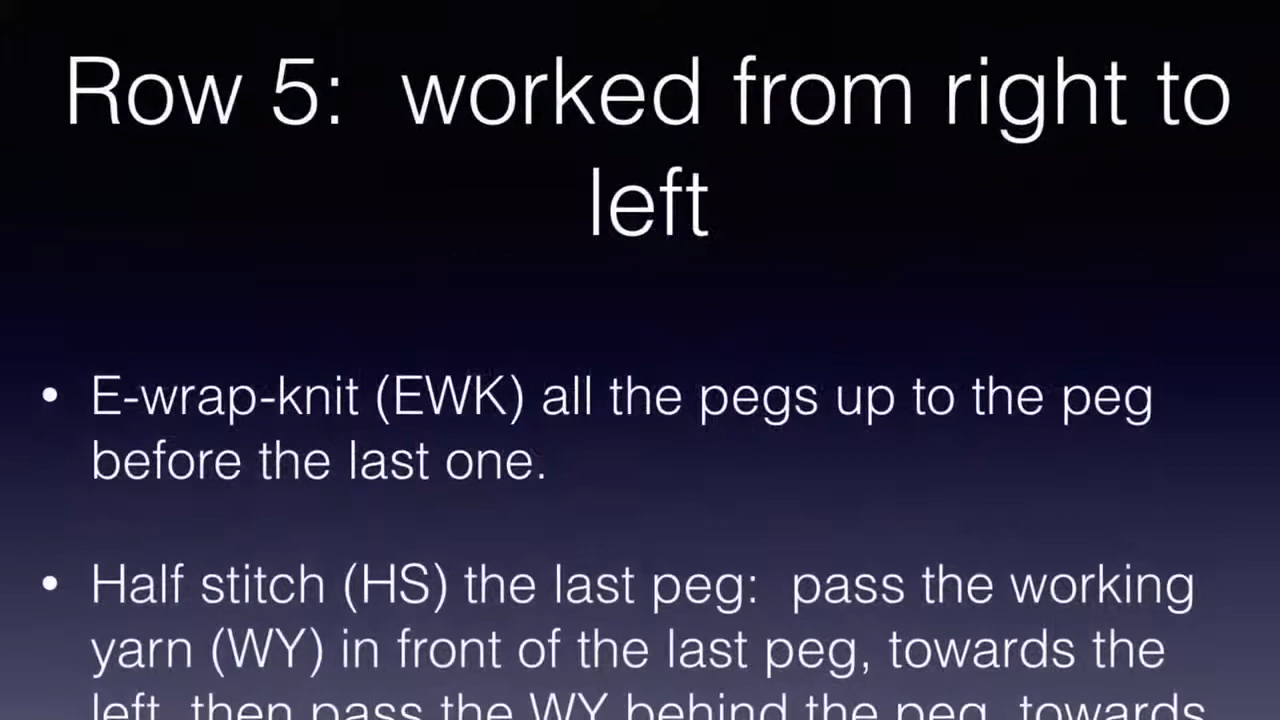 Row 5:  worked from right to
left
• E-wrap-knit (EWK) all the pegs up to the peg
before the last one.
• Half stitch (HS) the last peg:  pass the working
yarn (WY) in front of the last peg, towards the
left, then pass the WY behind the peg, towards